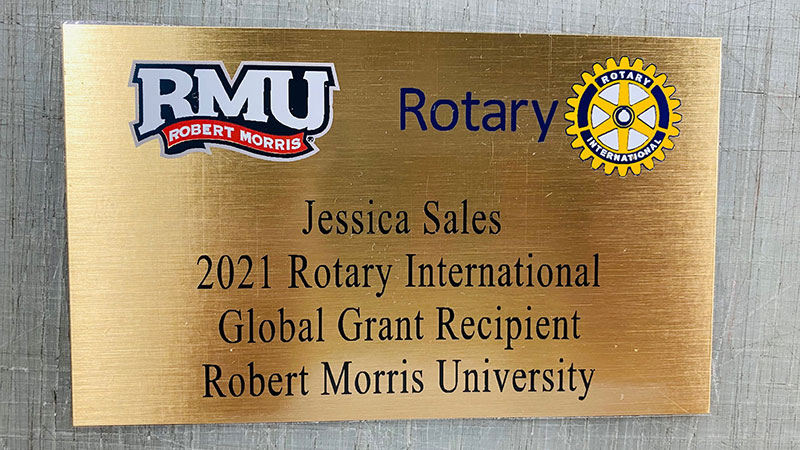 RMU
ROBERT MORRIS
Rotary
ROTARY
INTERNATIONAL
Jessica Sales
2021 Rotary International
Global Grant Recipient
Robert Morris University